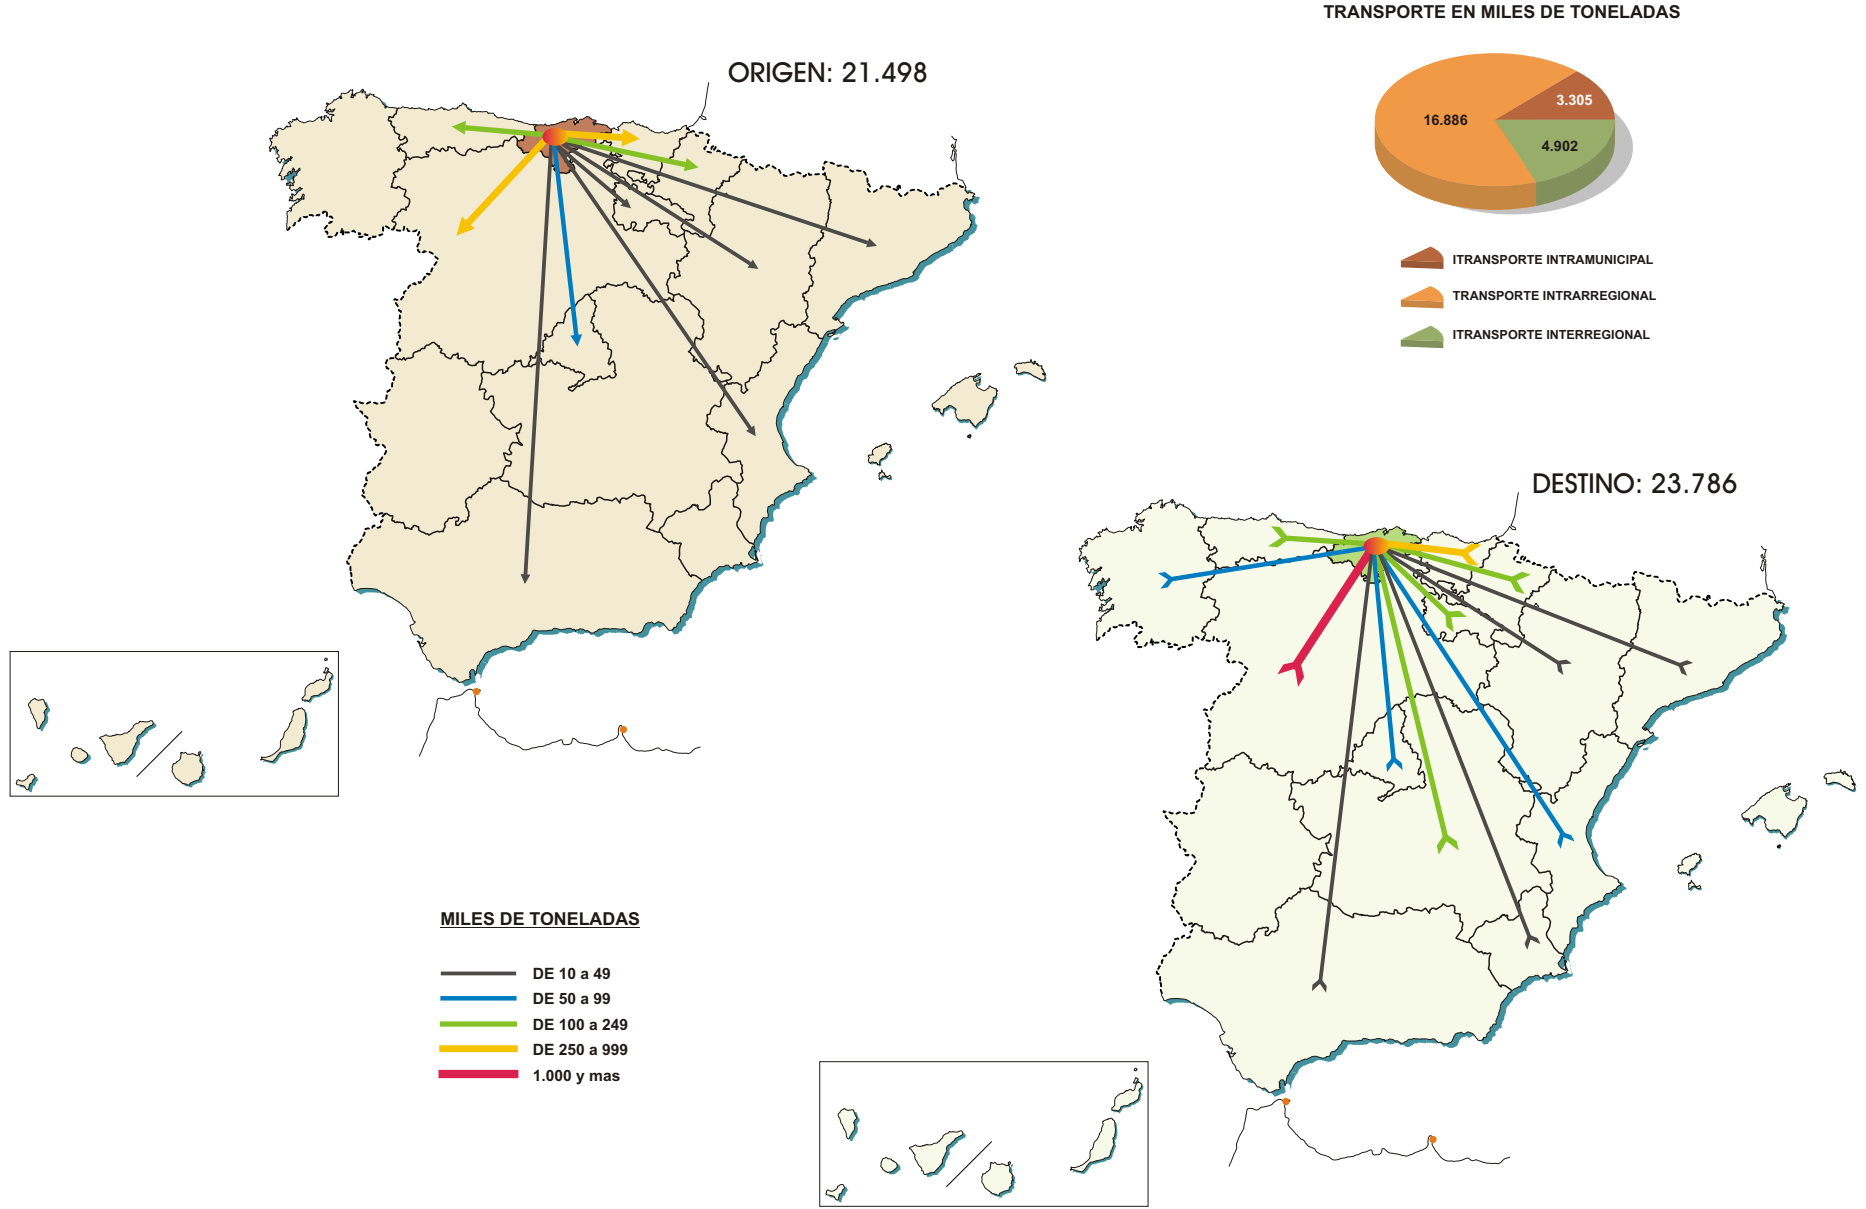 TRANSPORTE EN MILES DE TONELADAS
ORIGEN: 21.498
3.305
16.886
4.902
ITRANSPORTE INTRAMUNICIPAL
TRANSPORTE INTRARREGIONAL
ITRANSPORTE INTERREGIONAL
DESTINO: 23.786
MILES DE TONELADAS
DE 10 a 49
DE 50 a 99
DE 100 a 249
DE 250 a 999
1.000 y mas